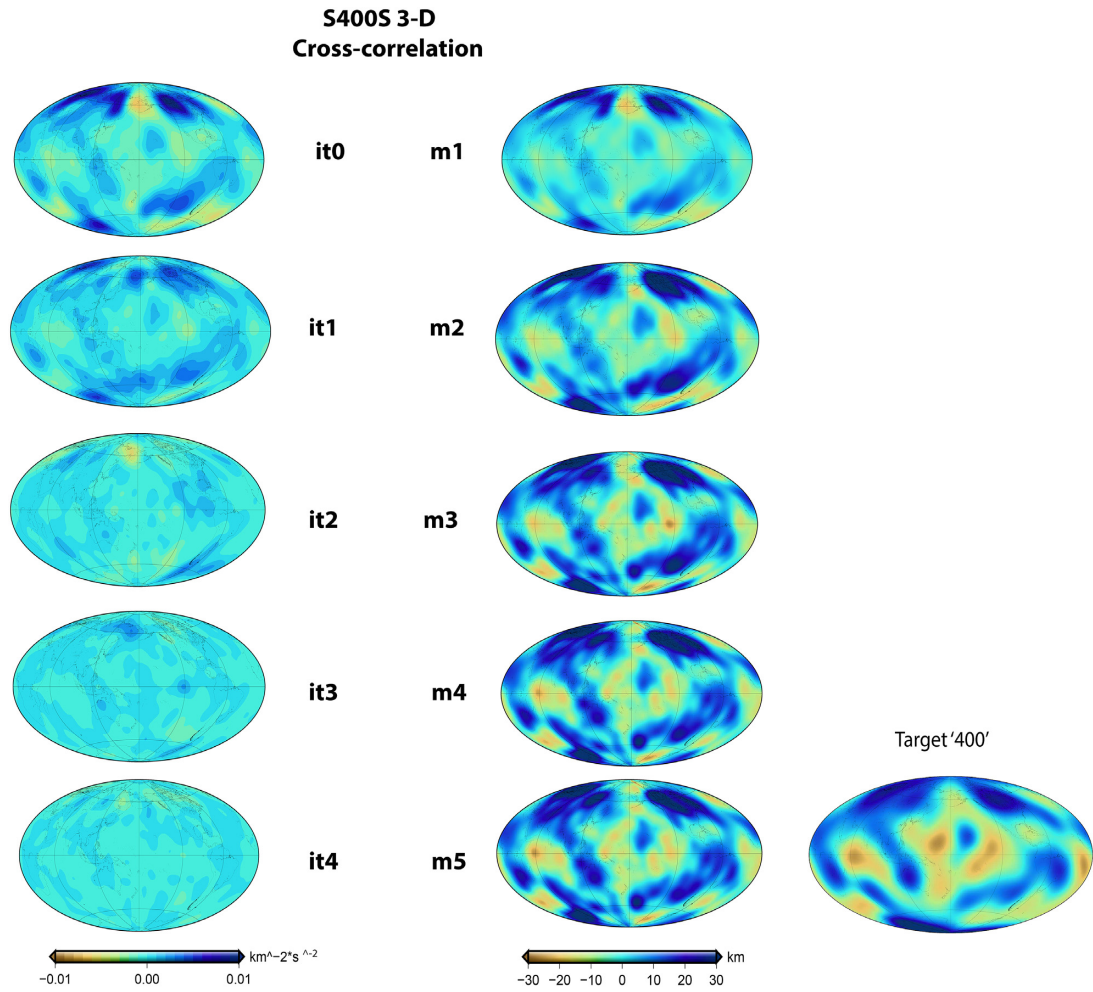 S400S 3-D
Cross-correlation
it0 m1
it1 m2
it2 m3
it3 m4
Target '400'
it4 m5
km^−2*s ^−2
−0.01 0.00 0.01
km
−30 −20 −10 0 10 20 30